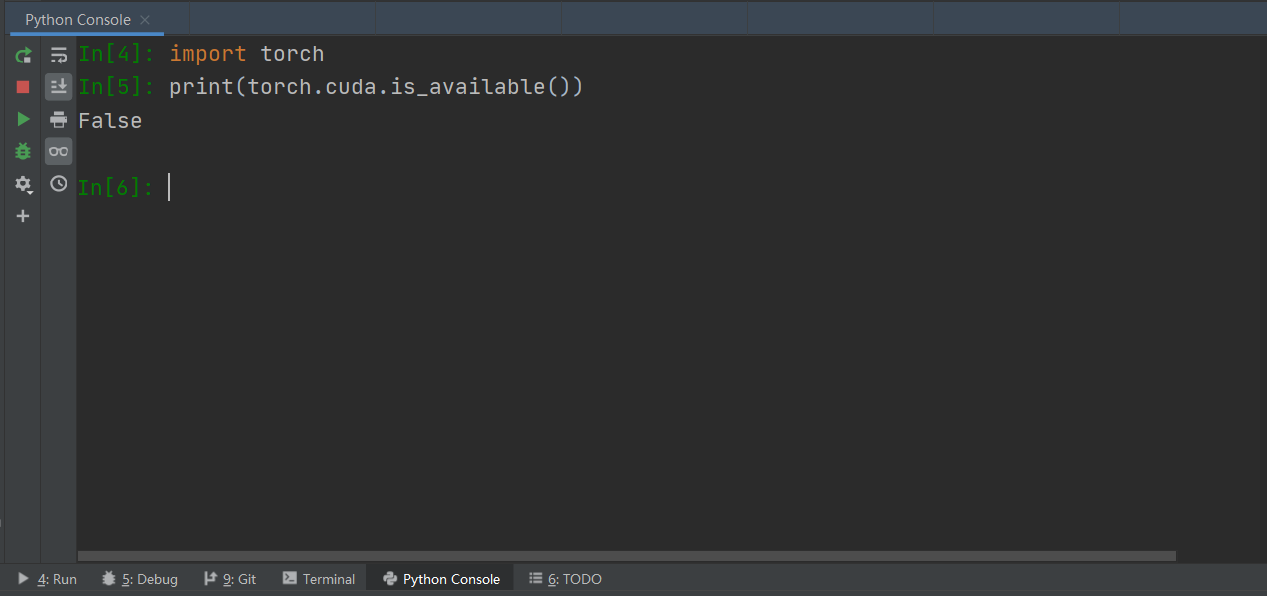 Python Console
In[4]: import torch
In[5]: print(torch.cuda.is_available())
False
In[6]:
4: Run 5: Debug 9: Git Terminal Python Console 6: TODO